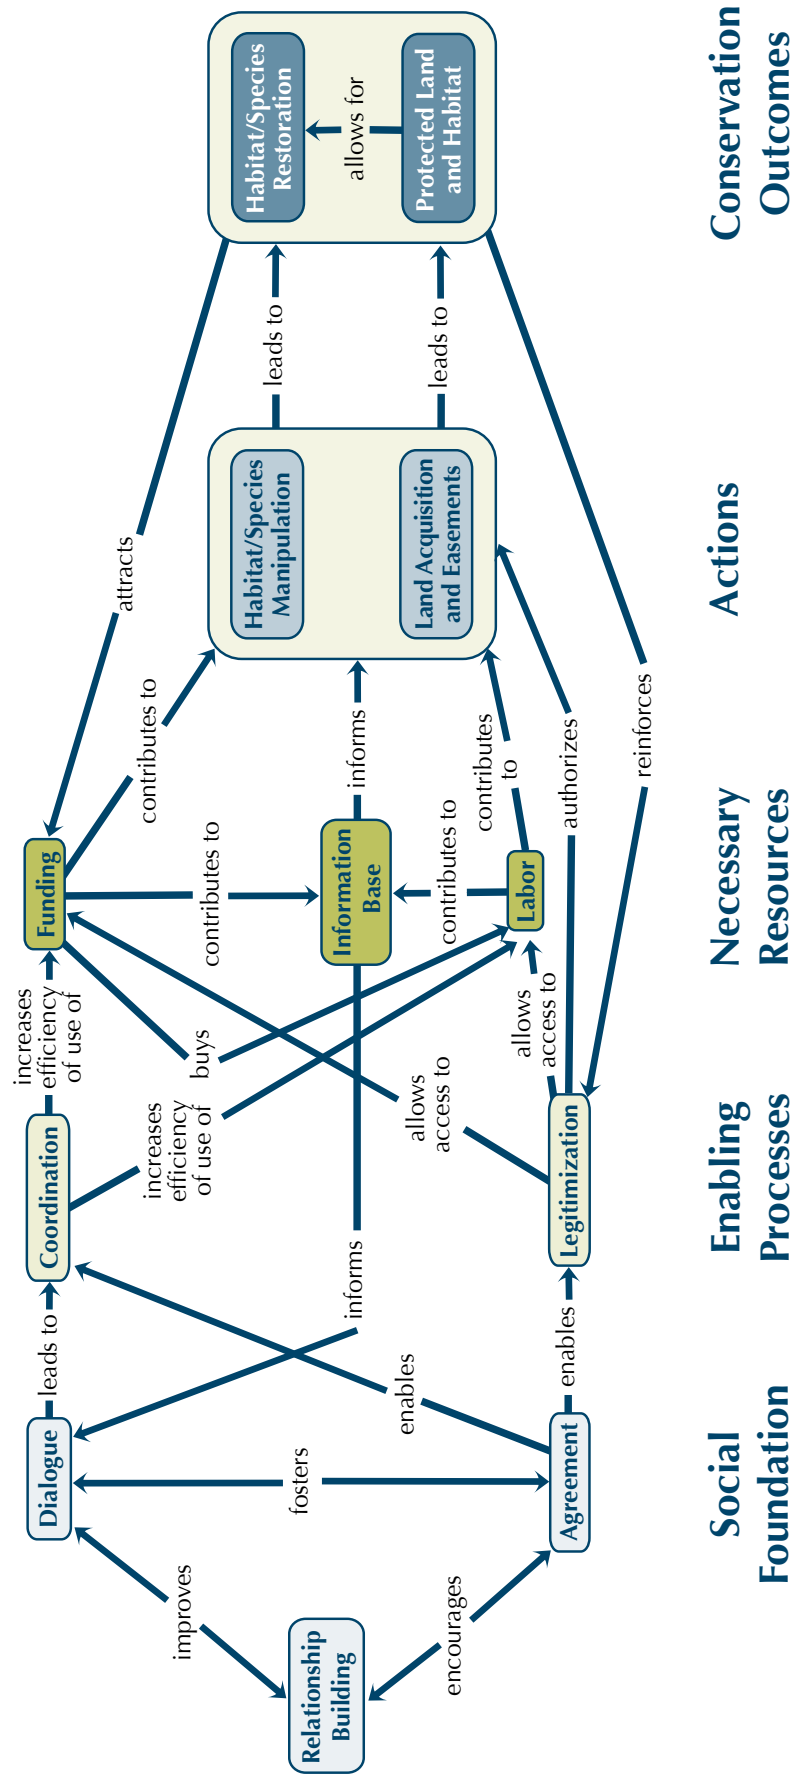 Relationship
Building
improves
encourages
Dialogue
fosters
Agreement
leads to
enables
enables
informs
Coordination
Legitimization
increases
efficiency
of use of
increases
efficiency
of use of
buys
allows
access to
allows
access to
Funding
contributes to
Information
Base
contributes to
Labor
contributes to
informs
contributes
to
authorizes
reinforces
attracts
Habitat/Species
Manipulation
Land Acquisition
and Easements
leads to
leads to
Habitat/Species
Restoration
allows for
Protected Land
and Habitat
Social
Foundation
Enabling
Processes
Necessary
Resources
Actions
Conservation
Outcomes